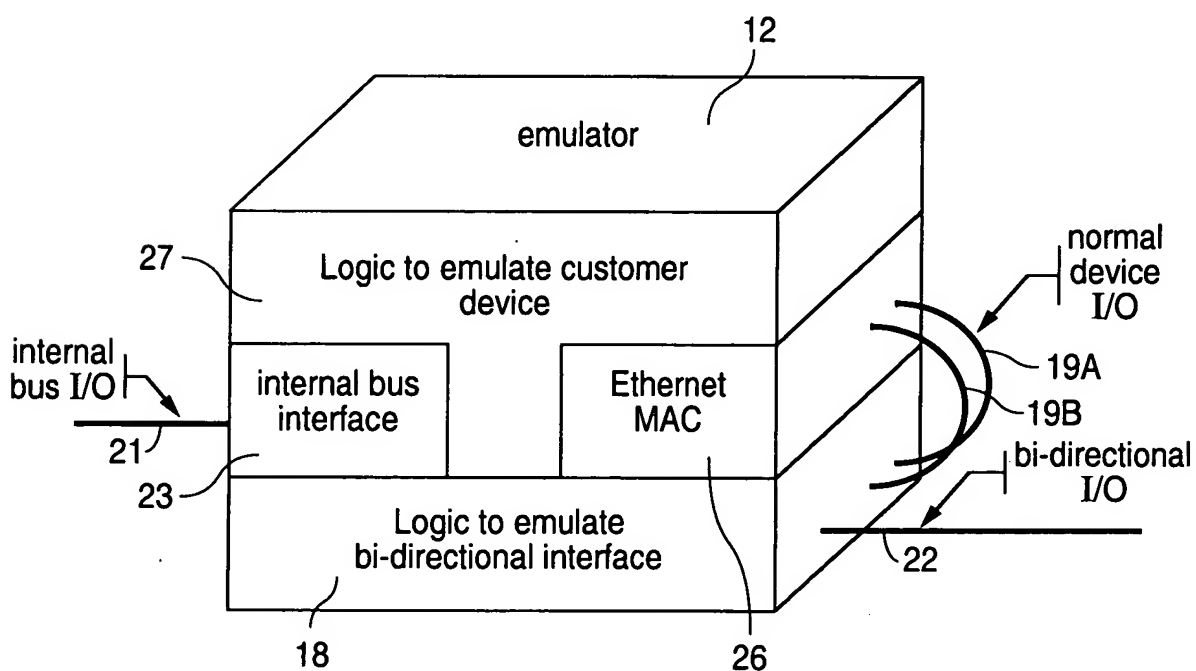 12
emulator
27
Logic to emulate customer
device
normal
device
I/O
internal
bus I/O
internal bus
interface
Ethernet
MAC
19A
19B
21
23
bi-directional
I/O
Logic to emulate
bi-directional interface
22
18
26